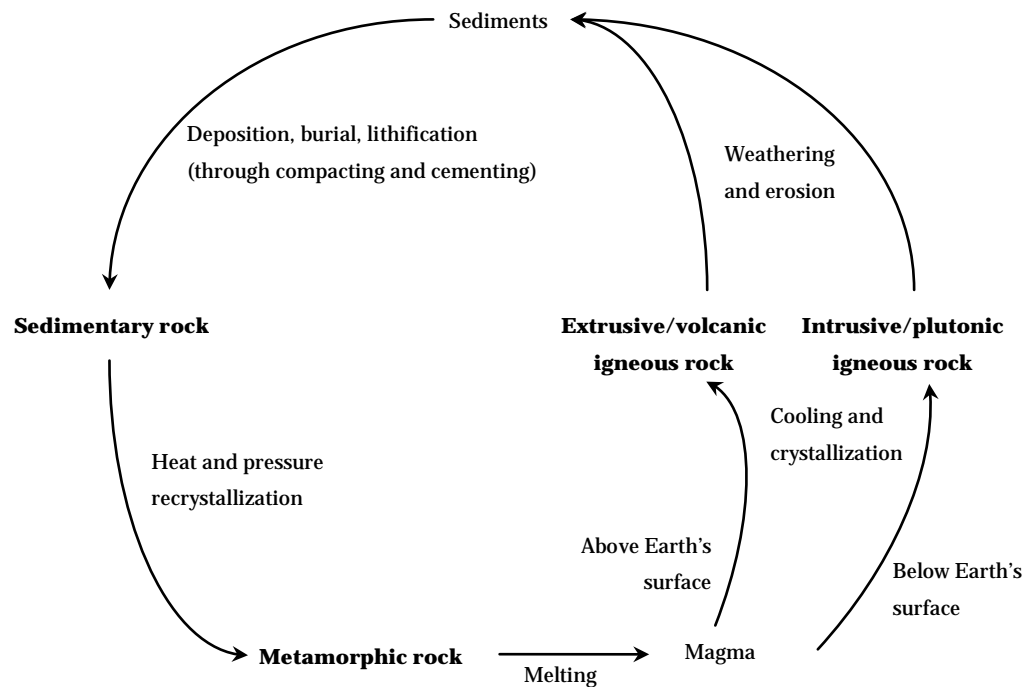 Sediments
Deposition, burial, lithification
(through compacting and cementing)
Weathering
and erosion
Sedimentary rock
Extrusive/volcanic
igneous rock
Intrusive/plutonic
igneous rock
Cooling and
crystallization
Heat and pressure
recrystallization
Above Earth’s
surface
Below Earth’s
surface
Metamorphic rock
Melting
Magma